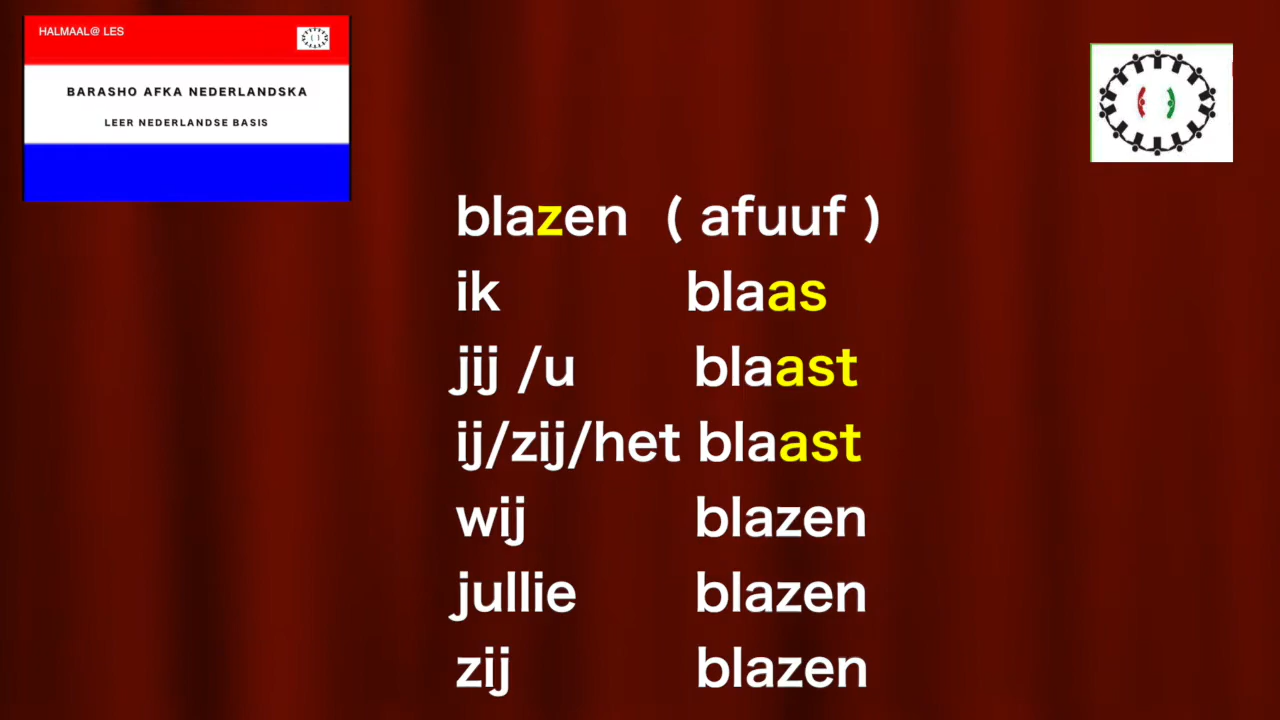 HALMAAL@ LES
BARASHO AFKA NEDERLANDSKA
LEER NEDERLANDSE BASIS
blazen ( afuuf )
ik blaas
jij /u blaast
ij/zij/het blaast
wij blazen
jullie blazen
zij blazen